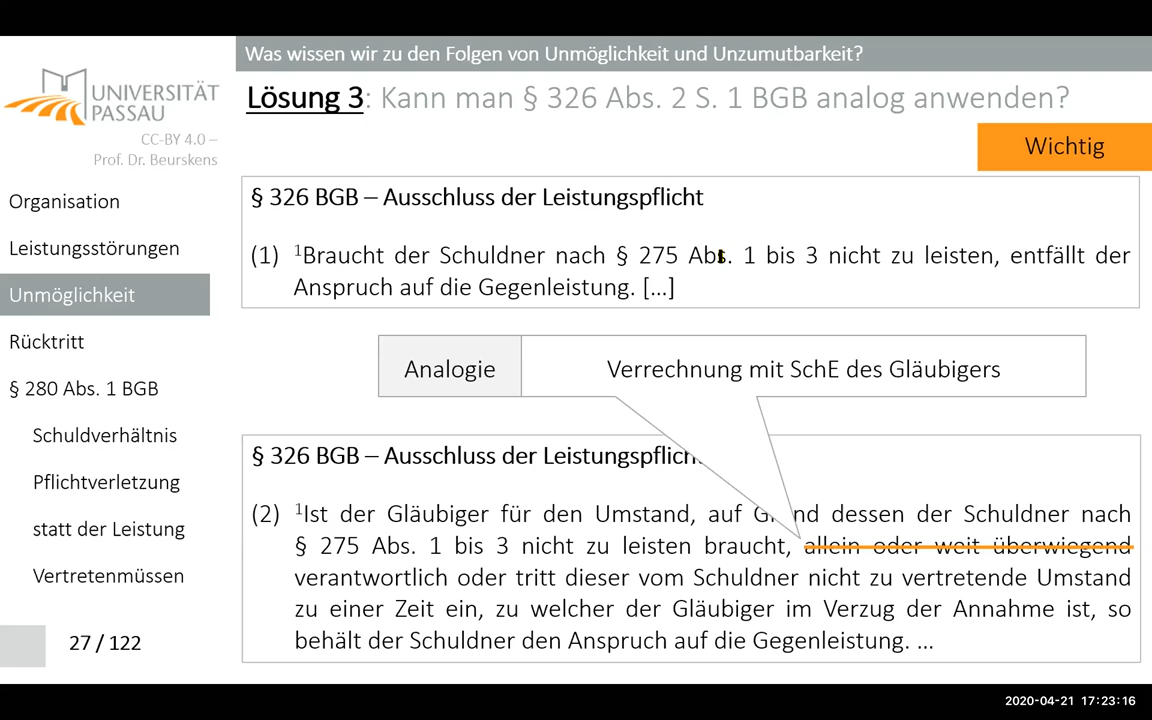 Was wissen wir zu den Folgen von Unmöglichkeit und Unzumutbarkeit?
UNIVERSITÄT
PASSAU
CC-BY 4.0 –
Prof. Dr. Beurskens
Lösung 3: Kann man § 326 Abs. 2 S. 1 BGB analog anwenden?
Wichtig
Organisation
Leistungsstörungen
Unmöglichkeit
Rücktritt
§ 280 Abs. 1 BGB
Schuldverhältnis
Pflichtverletzung
statt der Leistung
Vertretenmüssen
27 / 122
§ 326 BGB – Ausschluss der Leistungspflicht
(1) ¹Braucht der Schuldner nach § 275 Abs. 1 bis 3 nicht zu leisten, entfällt der
Anspruch auf die Gegenleistung. [...]
Analogie
Verrechnung mit SchE des Gläubigers
§ 326 BGB – Ausschluss der Leistungspflicht
(2) ¹Ist der Gläubiger für den Umstand, auf Grund dessen der Schuldner nach
§ 275 Abs. 1 bis 3 nicht zu leisten braucht, allein oder weit überwiegend
verantwortlich oder tritt dieser vom Schuldner nicht zu vertretende Umstand
zu einer Zeit ein, zu welcher der Gläubiger im Verzug der Annahme ist, so
behält der Schuldner den Anspruch auf die Gegenleistung. ...
2020-04-21 17:23:16